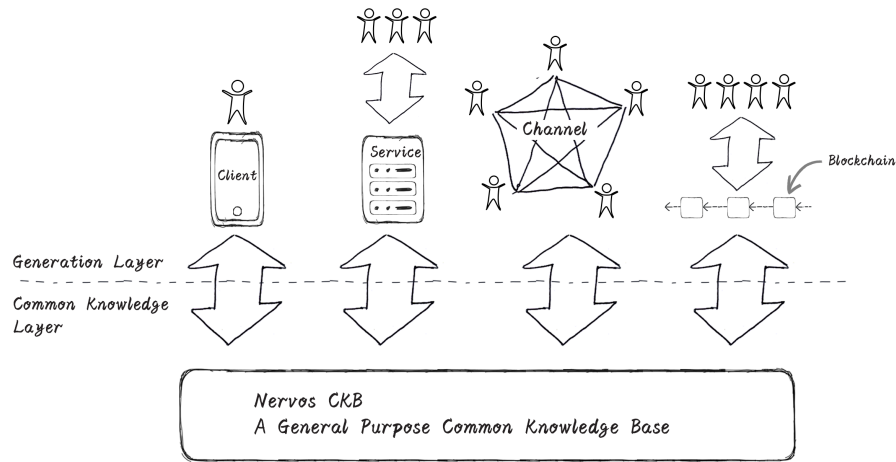 Client
Service
Channel
Blockchain
Generation Layer
Common Knowledge
Layer
Nervos CKB
A General Purpose Common Knowledge Base